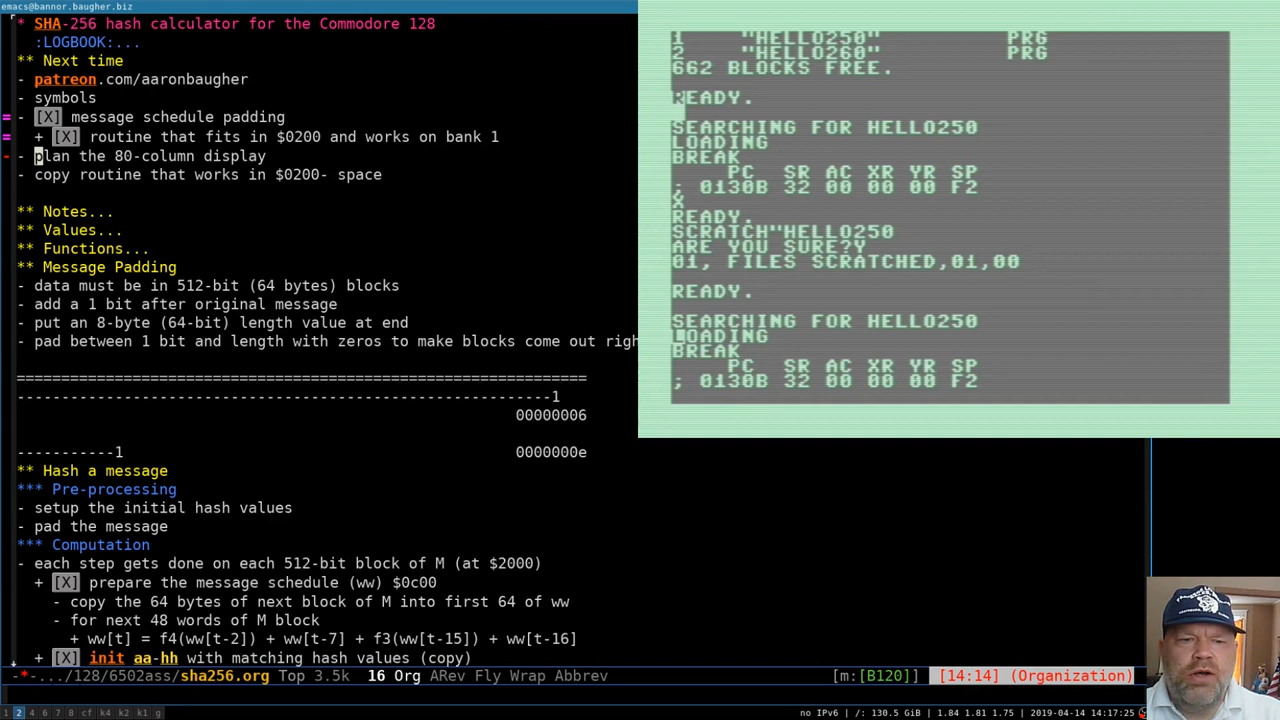 emacs@bannor.baugher.biz
* SHA-256 hash calculator for the Commodore 128
:LOGBOOK:...
** Next time
- patreon.com/aaronbaugher
- symbols
= - [X] message schedule padding
= + [X] routine that fits in $0200 and works on bank 1
- - plan the 80-column display
- copy routine that works in $0200- space
** Notes...
** Values...
** Functions...
** Message Padding
- data must be in 512-bit (64 bytes) blocks
- add a 1 bit after original message
- put an 8-byte (64-bit) length value at end
- pad between 1 bit and length with zeros to make blocks come out righ
=================================================================
--------------------------------------------------------------1
00000006
-----------1 0000000e
** Hash a message
*** Pre-processing
- setup the initial hash values
- pad the message
*** Computation
- each step gets done on each 512-bit block of M (at $2000)
+ [X] prepare the message schedule (ww) $0c00
- copy the 64 bytes of next block of M into first 64 of ww
- for next 48 words of M block
+ ww[t] = f4(ww[t-2]) + ww[t-7] + f3(ww[t-15]) + ww[t-16]
+ [X] init aa-hh with matching hash values (copy)
-*-.../128/6502ass/sha256.org Top 3.5k 16 Org ARev Fly Wrap Abbrev [m:[B120]] [14:14] (Organization)
1 2 3 4 5 6 7 8 cf k4 k2 k1 g
no IPv6 | /: 130.5 GiB | 1.84 1.81 1.75 | 2019-04-14 14:17:25
1 "HELLO250" PRG
2 "HELLO260" PRG
662 BLOCKS FREE.
READY.
SEARCHING FOR HELLO250
LOADING
BREAK
PC SR AC XR YR SP
; 0130B 32 00 00 00 F2
X
READY.
SCRATCH"HELLO250
ARE YOU SURE?Y
01, FILES SCRATCHED,01,00
READY.
SEARCHING FOR HELLO250
LOADING
BREAK
PC SR AC XR YR SP
; 0130B 32 00 00 00 F2